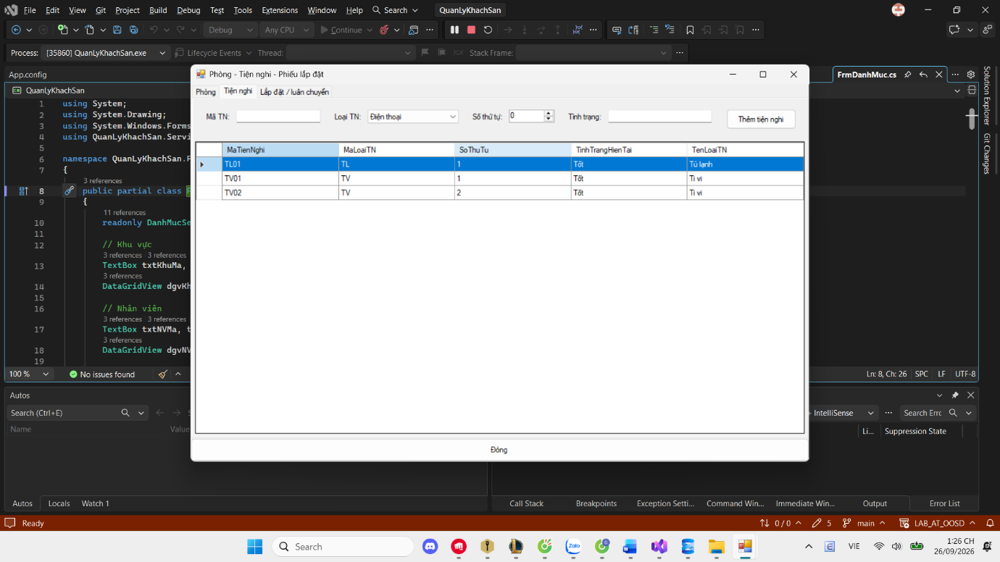 File Edit View Git Project Build Debug Test Tools Extensions Window Help Search QuanLyKhachSan
Debug Any CPU Continue
Process: [35860] QuanLyKhachSan.exe Lifecycle Events Thread: Stack Frame:
App.config
FrmDanhMuc.cs
QuanLyKhachSan
1 using System;
2 using System.Drawing;
3 using System.Windows.Forms
4 using QuanLyKhachSan.Servi
5
6 namespace QuanLyKhachSan.F
7 {
3 references
8 public partial class
9 {
11 references
10 readonly DanhMucSe
11
12 // Khu vực
3 references | 3 references
13 TextBox txtKhuMa,
3 references
14 DataGridView dgvKh
15
16 // Nhân viên
3 references | 3 references
17 TextBox txtNVMa, t
3 references
18 DataGridView dgvNV
19
100 % No issues found
Ln: 8, Ch: 26 SPC LF UTF-8
Phòng - Tiện nghi - Phiếu lắp đặt
Phòng Tiện nghi Lắp đặt / luân chuyển
Mã TN: Loại TN: Điện thoại Số thứ tự: 0 Tình trạng: Thêm tiện nghi
MaTienNghi MaLoaiTN SoThuTu TinhTrangHienTai TenLoaiTN
TL01 TL 1 Tốt Tủ lạnh
TV01 TV 1 Tốt Ti vi
TV02 TV 2 Tốt Ti vi
Đóng
Solution Explorer
Git Changes
Autos
Search (Ctrl+E)
Name Value
+ IntelliSense Search Errc
Li... Suppression State
Autos Locals Watch 1
Call Stack Breakpoints Exception Setti... Command Win... Immediate Win... Output Error List
Ready
0 / 0 5 main LAB_AT_OOSD
Search
Zalo
VIE
1:26 CH
26/09/2026